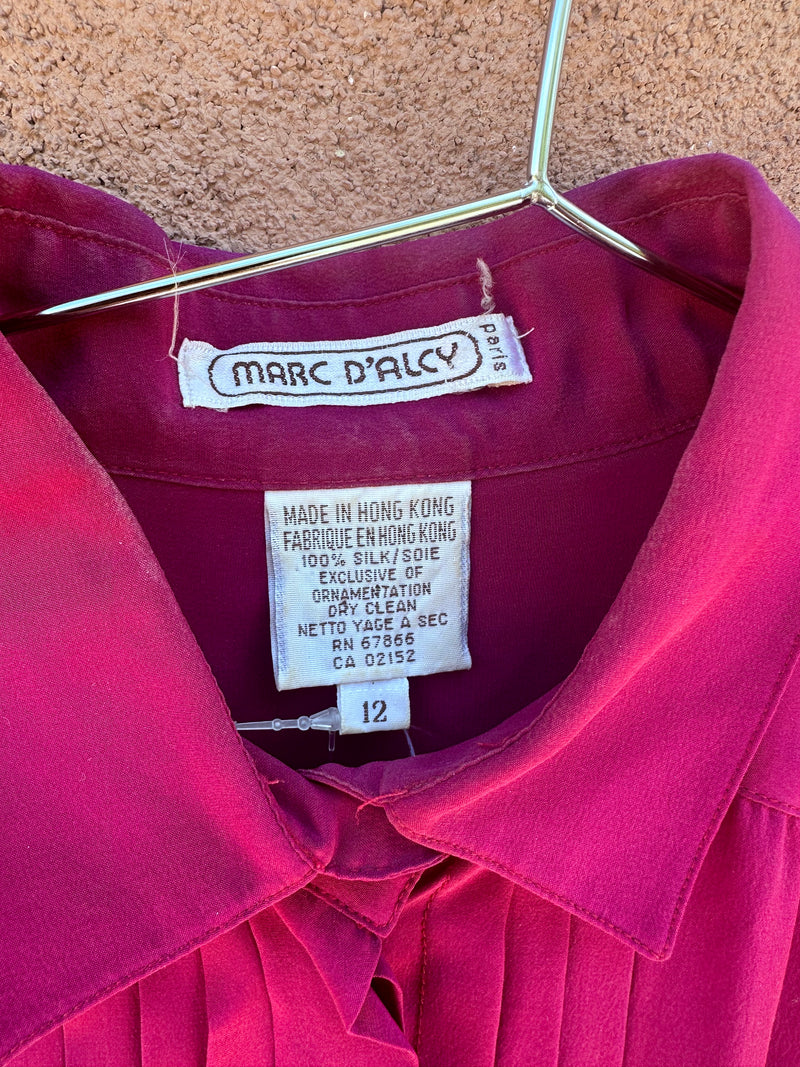 MARC D'ALCY Paris
MADE IN HONG KONG
FABRIQUE EN HONG KONG
100% SILK/SOIE
EXCLUSIVE OF
ORNAMENTATION
DRY CLEAN
NETTO YAGE A SEC
RN 67866
CA 02152
12